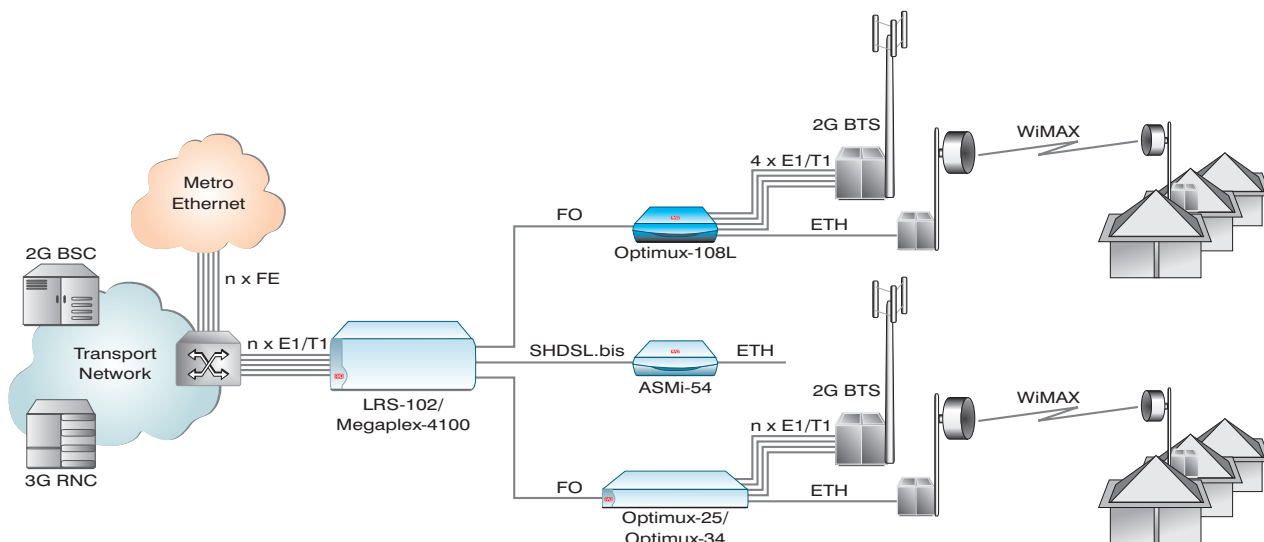 2G BTS
WiMAX
4 x E1/T1
Metro
Ethernet
FO
ETH
2G BSC
Optimux-108L
n x FE
n x E1/T1
SHDSL.bis
ETH
Transport
Network
ASMi-54
2G BTS
LRS-102/
Megaplex-4100
WiMAX
n x E1/T1
3G RNC
FO
ETH
Optimux-25/
Optimux-34